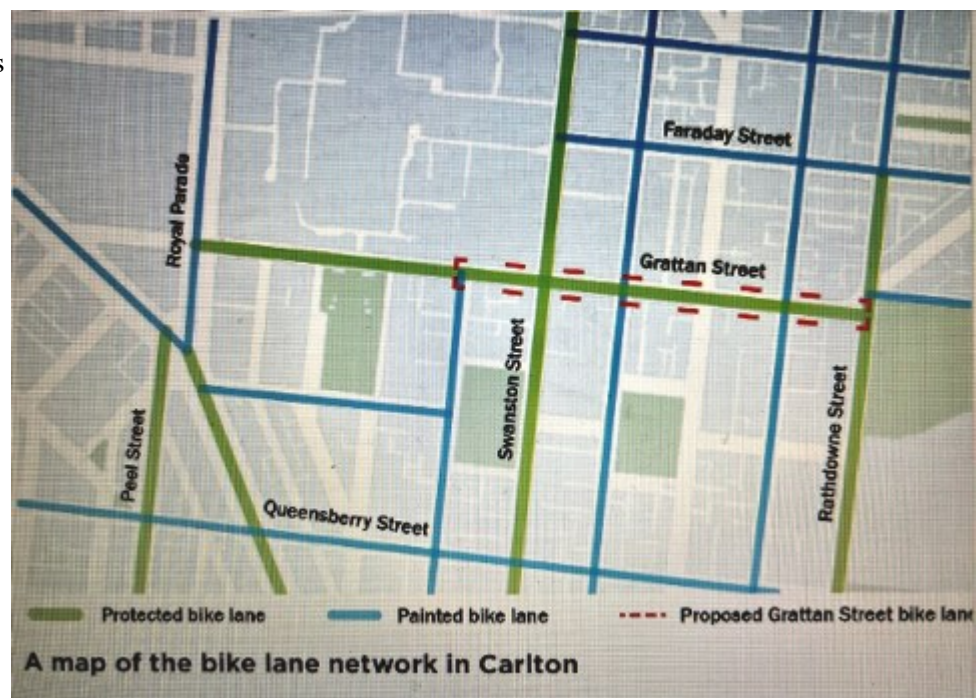 s
Faraday Street
Royal Parade
Grattan Street
Swanston Street
Rathdowne Street
Peel Street
Queensberry Street
Protected bike lane
Painted bike lane
Proposed Grattan Street bike lane
A map of the bike lane network in Carlton